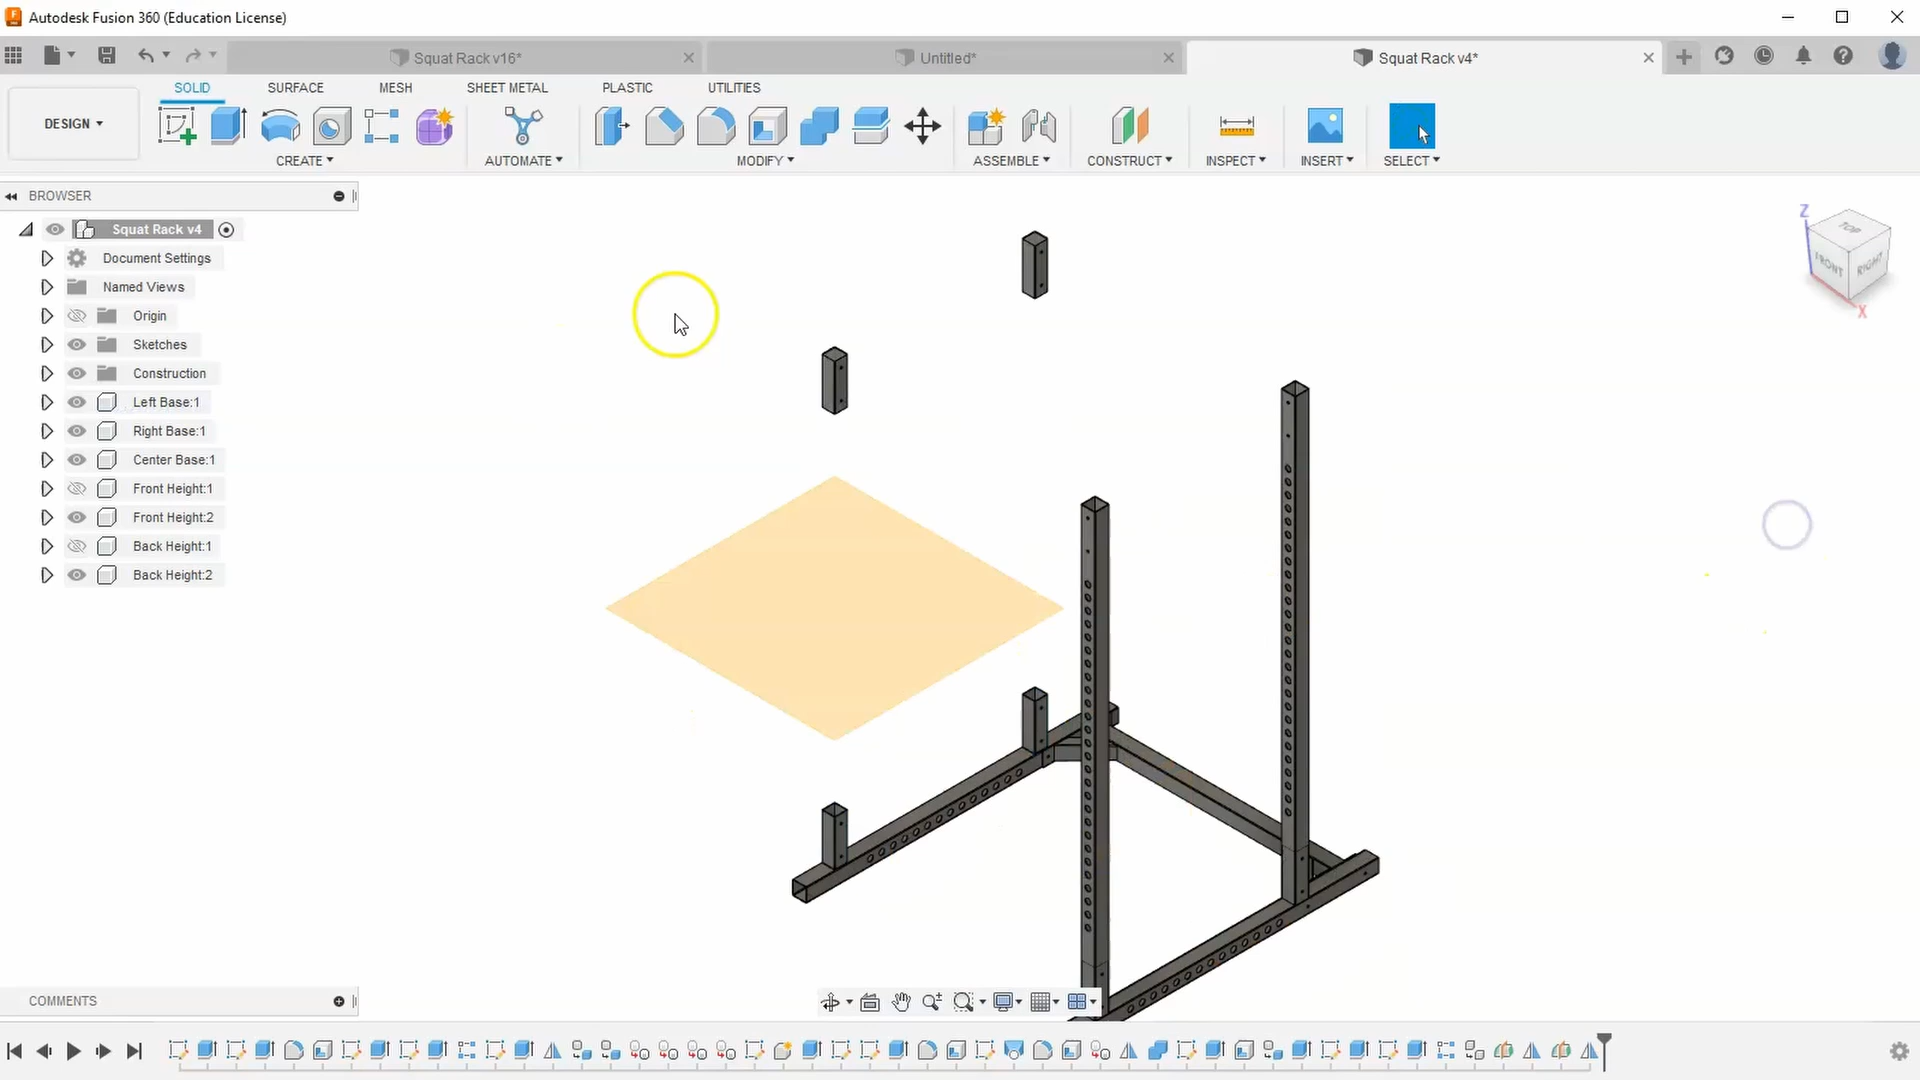 Autodesk Fusion 360 (Education License)
Squat Rack v16*
Untitled*
Squat Rack v4*
DESIGN
SOLID
SURFACE
MESH
SHEET METAL
PLASTIC
UTILITIES
CREATE
AUTOMATE
MODIFY
ASSEMBLE
CONSTRUCT
INSPECT
INSERT
SELECT
BROWSER
Squat Rack v4
Document Settings
Named Views
Origin
Sketches
Construction
Left Base:1
Right Base:1
Center Base:1
Front Height:1
Front Height:2
Back Height:1
Back Height:2
Z
TOP
FRONT
RIGHT
X
COMMENTS